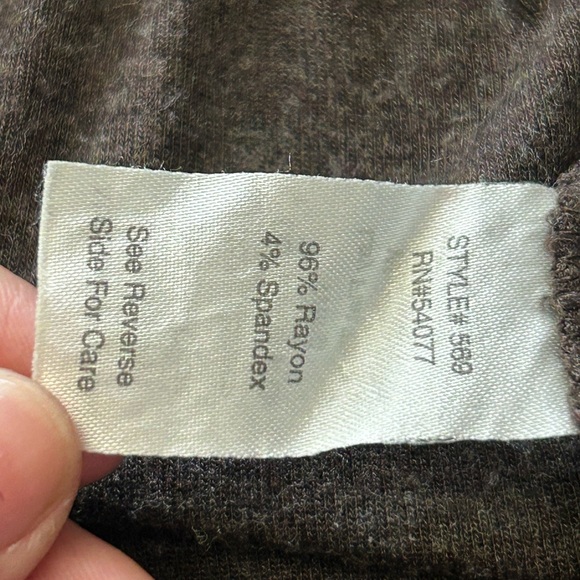 STYLE# 569
RN#54077
96% Rayon
4% Spandex
See Reverse
Side For Care